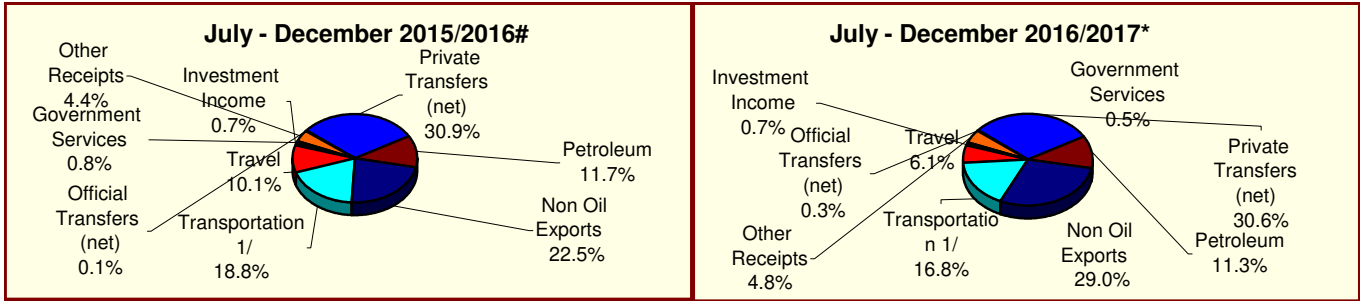 July - December 2015/2016#
Other
Receipts
4.4%
Investment
Income
0.7%
Private
Transfers
(net)
30.9%
Government
Services
0.8%
Travel
10.1%
Petroleum
11.7%
Official
Transfers
(net)
0.1%
Transportation
1/
18.8%
Non Oil
Exports
22.5%
July - December 2016/2017*
Investment
Income
0.7%
Government
Services
0.5%
Official
Transfers
(net)
0.3%
Travel
6.1%
Private
Transfers
(net)
30.6%
Other
Receipts
4.8%
Transportatio
n 1/
16.8%
Non Oil
Exports
29.0%
Petroleum
11.3%